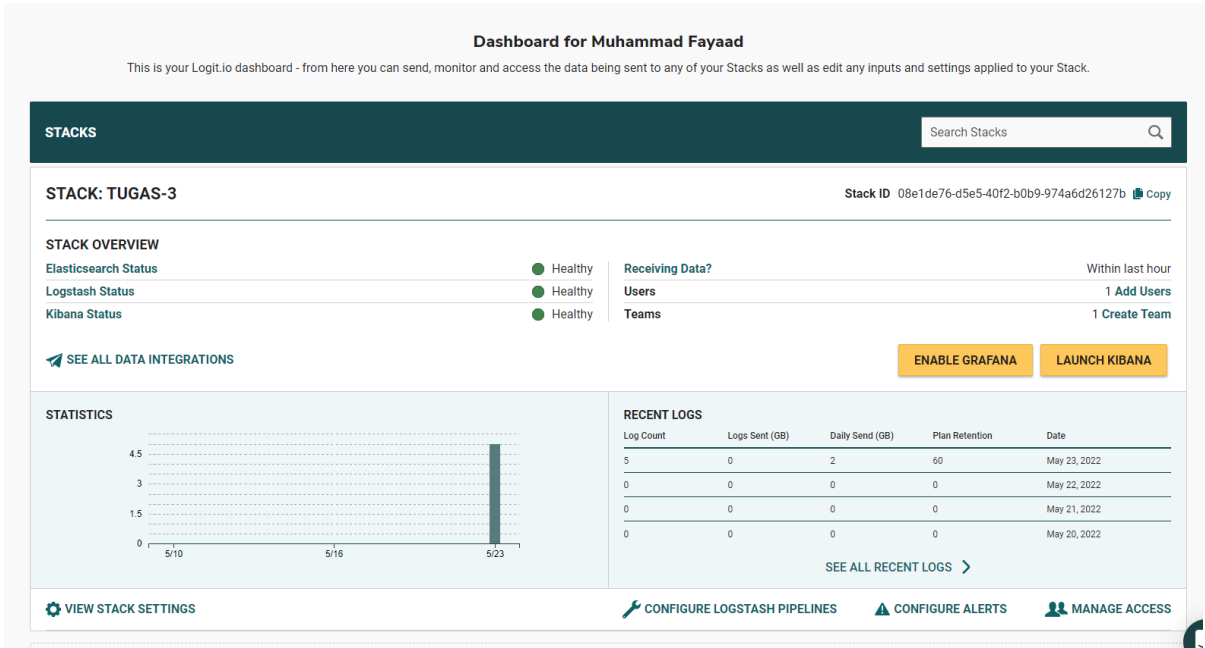 Dashboard for Muhammad Fayaad
This is your Logit.io dashboard - from here you can send, monitor and access the data being sent to any of your Stacks as well as edit any inputs and settings applied to your Stack.
STACKS
Search Stacks
STACK: TUGAS-3
Stack ID 08e1de76-d5e5-40f2-b0b9-974a6d26127b Copy
STACK OVERVIEW
Elasticsearch Status Healthy
Logstash Status Healthy
Kibana Status Healthy
Receiving Data? Within last hour
Users 1 Add Users
Teams 1 Create Team
SEE ALL DATA INTEGRATIONS
ENABLE GRAFANA
LAUNCH KIBANA
STATISTICS
4.5
3
1.5
0
5/10 5/16 5/23
RECENT LOGS
Log Count Logs Sent (GB) Daily Send (GB) Plan Retention Date
5 0 2 60 May 23, 2022
0 0 0 0 May 22, 2022
0 0 0 0 May 21, 2022
0 0 0 0 May 20, 2022
SEE ALL RECENT LOGS
VIEW STACK SETTINGS
CONFIGURE LOGSTASH PIPELINES
CONFIGURE ALERTS
MANAGE ACCESS